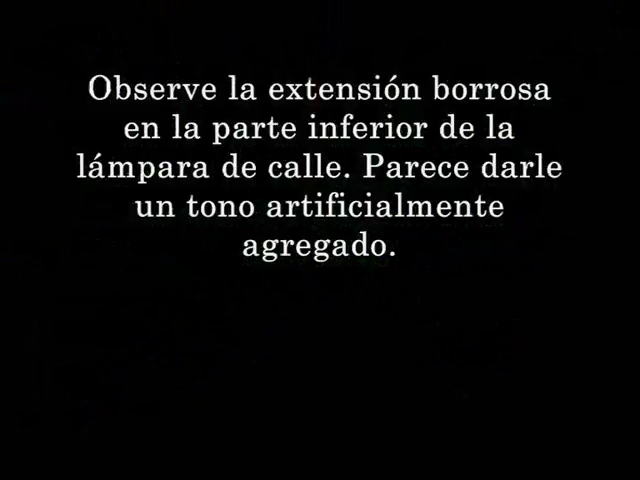 Observe la extensión borrosa
en la parte inferior de la
lámpara de calle. Parece darle
un tono artificialmente
agregado.